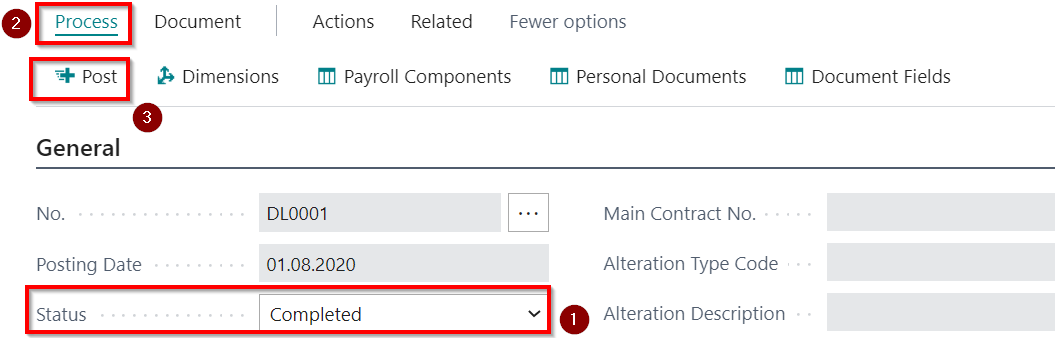 2 Process Document Actions Related Fewer options
Post Dimensions Payroll Components Personal Documents Document Fields
3
General
No. DL0001 ... Main Contract No.
Posting Date 01.08.2020 Alteration Type Code
Status Completed 1 Alteration Description